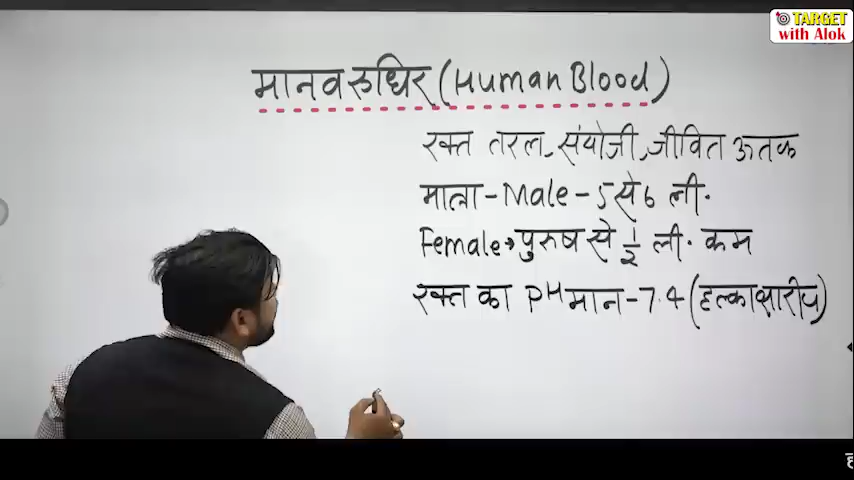 TARGET
with Alok
मानव रुधिर (Human Blood)
रक्त तरल, संयोजी, जीवित ऊतक
मात्रा - Male - 5 से 6 ली.
Female → पुरुष से 1/2 ली. कम
रक्त का PH मान - 7.4 (हल्का क्षारीय)